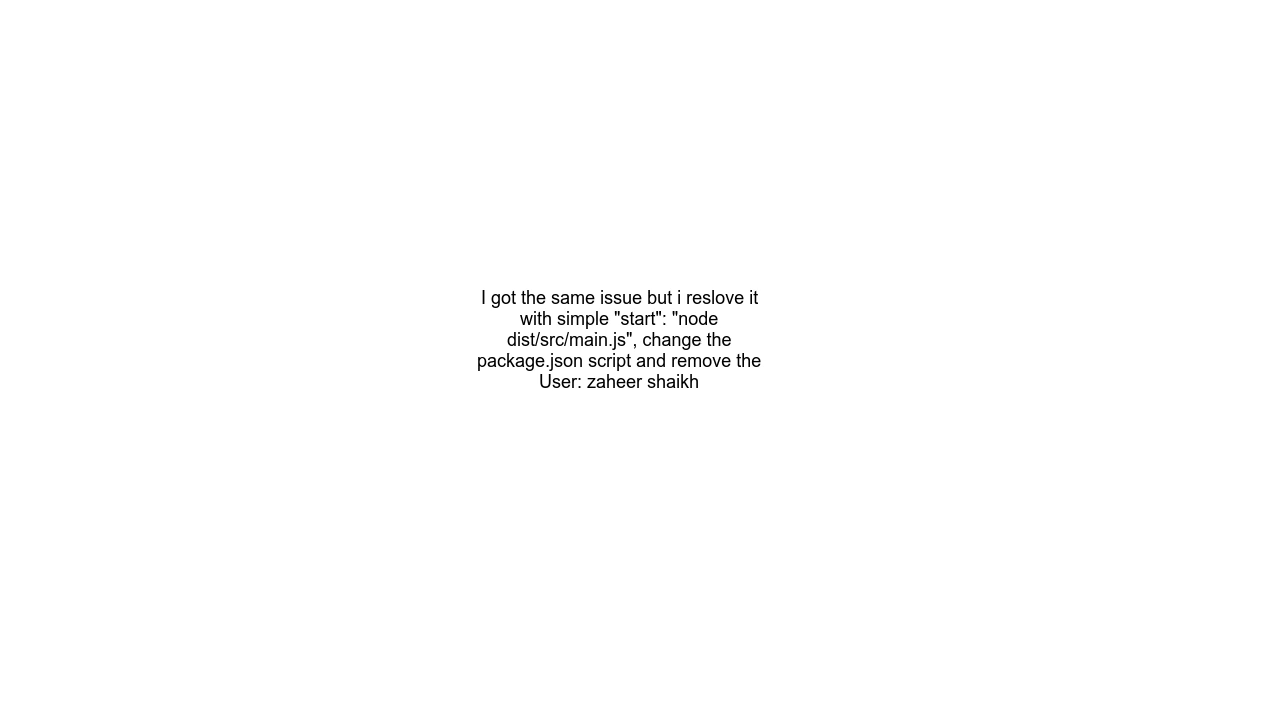 I got the same issue but i reslove it
with simple "start": "node
dist/src/main.js", change the
package.json script and remove the
User: zaheer shaikh